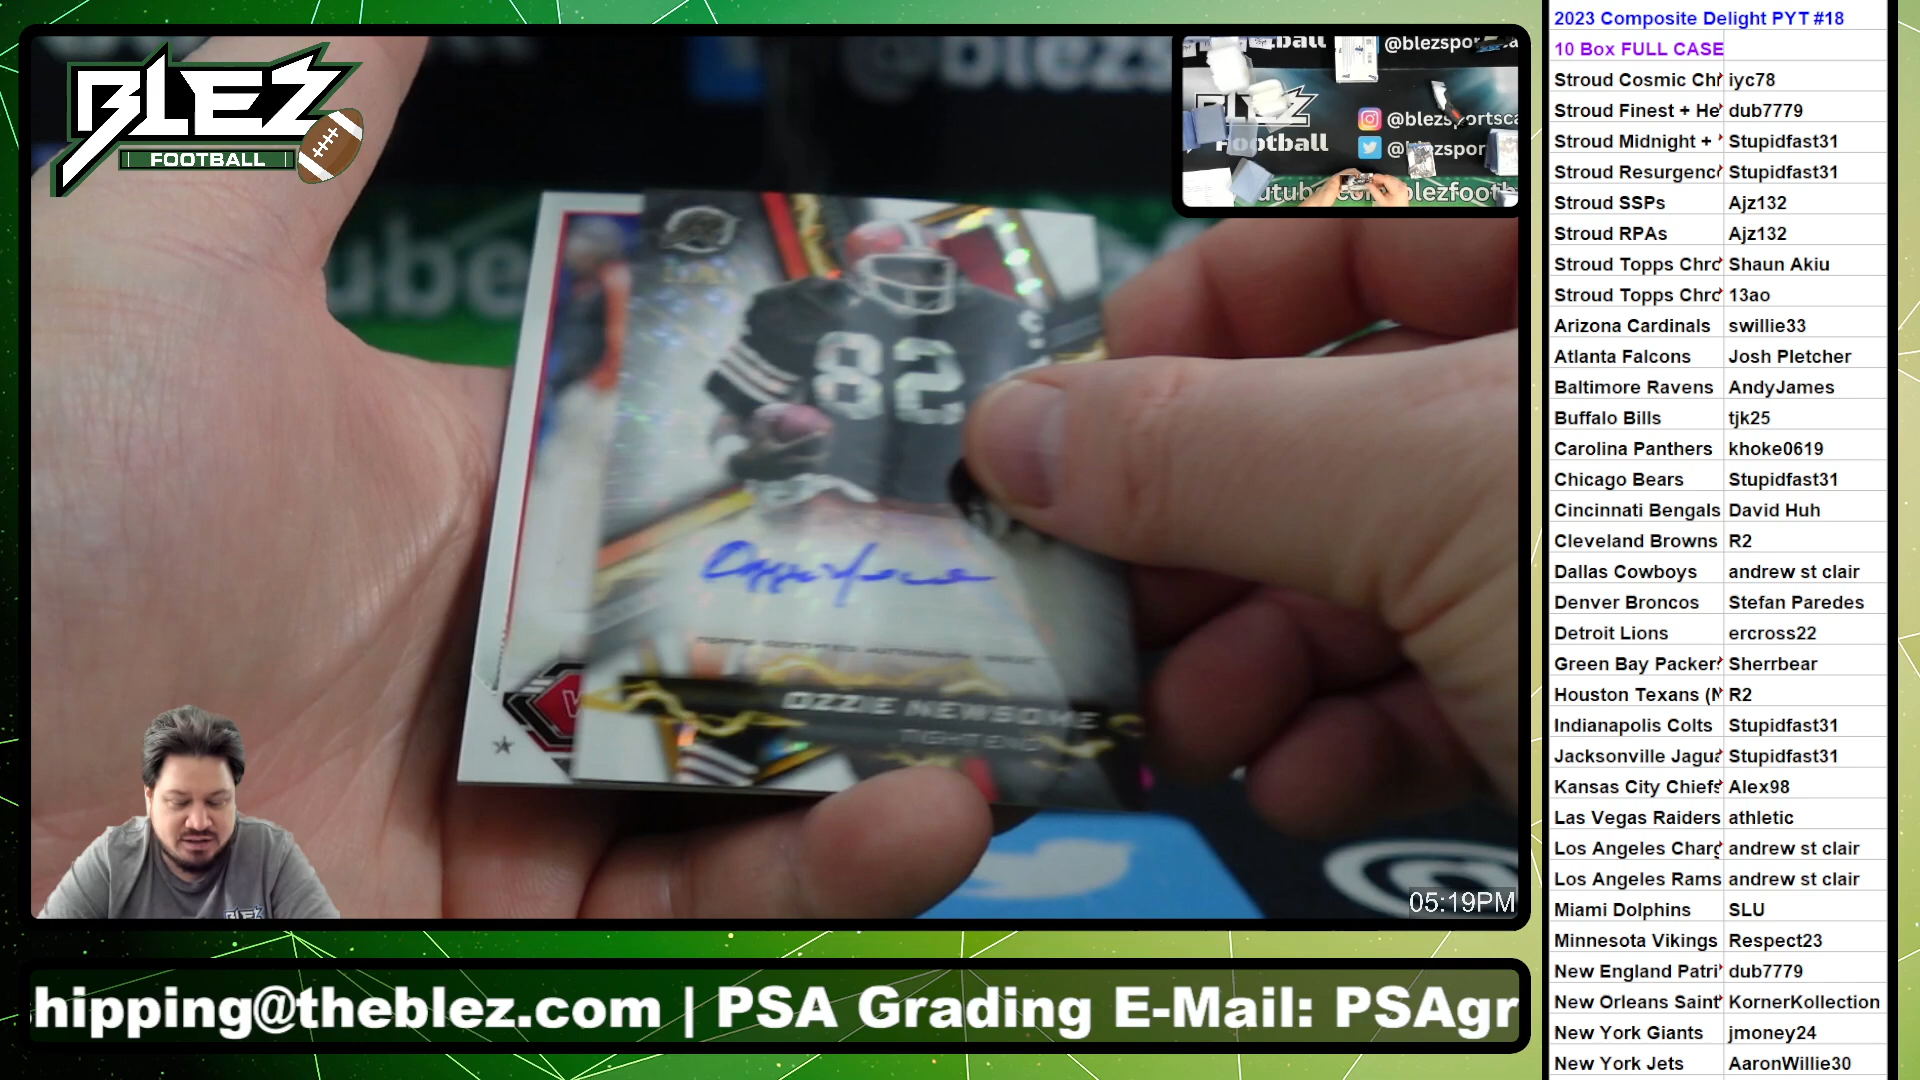 BLEZ
FOOTBALL
@blezs
ube
82
OZZIE NEWSOME
TIGHT END
@blezspor
@blezsportsca
Football
05:19PM
hipping@theblez.com | PSA Grading E-Mail: PSAgr
2023 Composite Delight PYT #18
10 Box FULL CASE
Stroud Cosmic Chr iyc78
Stroud Finest + He dub7779
Stroud Midnight + Stupidfast31
Stroud Resurgenc Stupidfast31
Stroud SSPs Ajz132
Stroud RPAs Ajz132
Stroud Topps Chro Shaun Akiu
Stroud Topps Chro 13ao
Arizona Cardinals swillie33
Atlanta Falcons Josh Pletcher
Baltimore Ravens AndyJames
Buffalo Bills tjk25
Carolina Panthers khoke0619
Chicago Bears Stupidfast31
Cincinnati Bengals David Huh
Cleveland Browns R2
Dallas Cowboys andrew st clair
Denver Broncos Stefan Paredes
Detroit Lions ercross22
Green Bay Packer Sherrbear
Houston Texans (N R2
Indianapolis Colts Stupidfast31
Jacksonville Jagua Stupidfast31
Kansas City Chiefs Alex98
Las Vegas Raiders athletic
Los Angeles Charg andrew st clair
Los Angeles Rams andrew st clair
Miami Dolphins SLU
Minnesota Vikings Respect23
New England Patri dub7779
New Orleans Saint KornerKollection
New York Giants jmoney24
New York Jets AaronWillie30